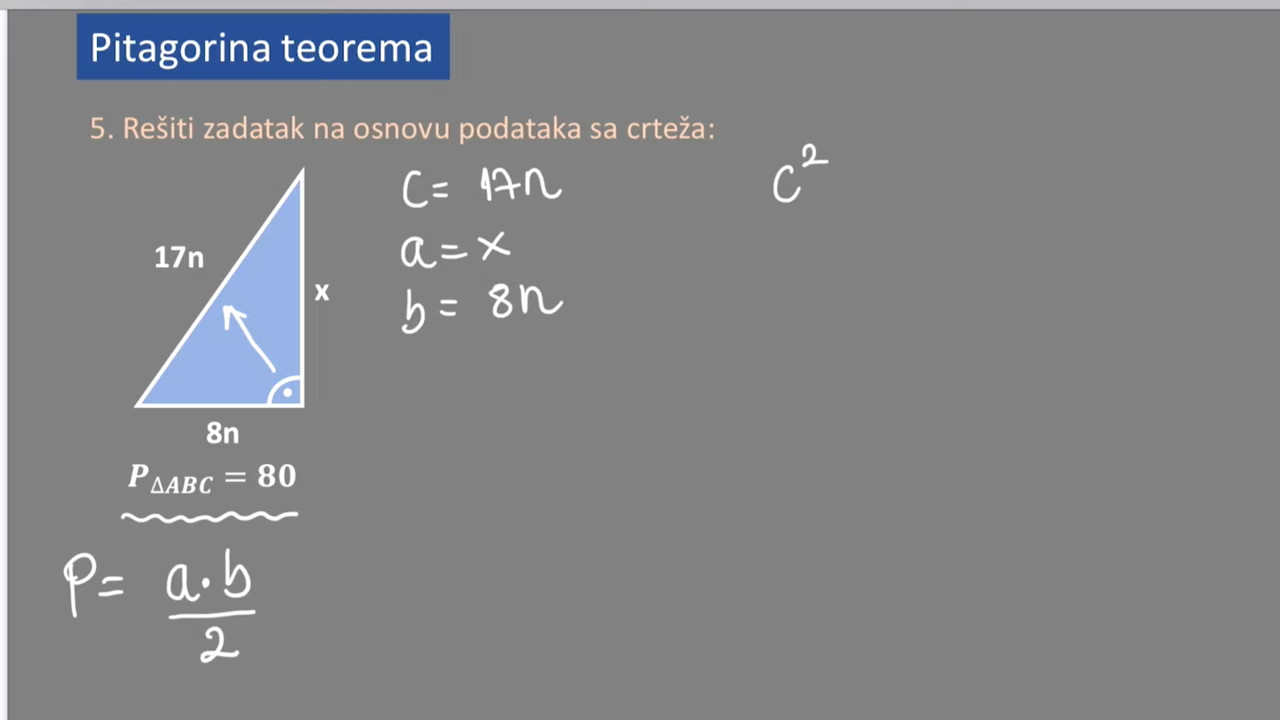 Pitagorina teorema
5. Rešiti zadatak na osnovu podataka sa crteža:
c = 17n
a = x
b = 8n
c²
17n
x
8n
P△ABC = 80
P = a·b
2